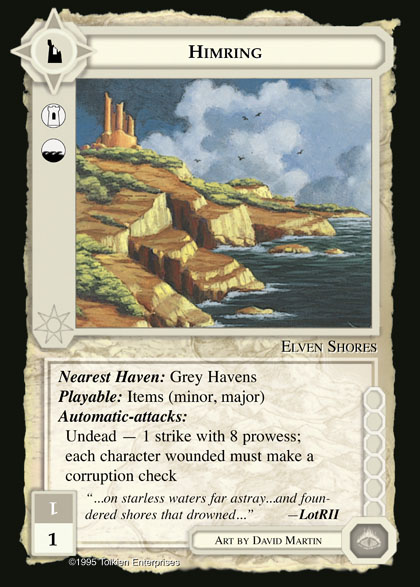 HIMRING
ELVEN SHORES
Nearest Haven: Grey Havens
Playable: Items (minor, major)
Automatic-attacks:
Undead — 1 strike with 8 prowess;
each character wounded must make a
corruption check
“...on starless waters far astray...and foun-
dered shores that drowned...” —LotRII
1
1
ART BY DAVID MARTIN
©1995 Tolkien Enterprises